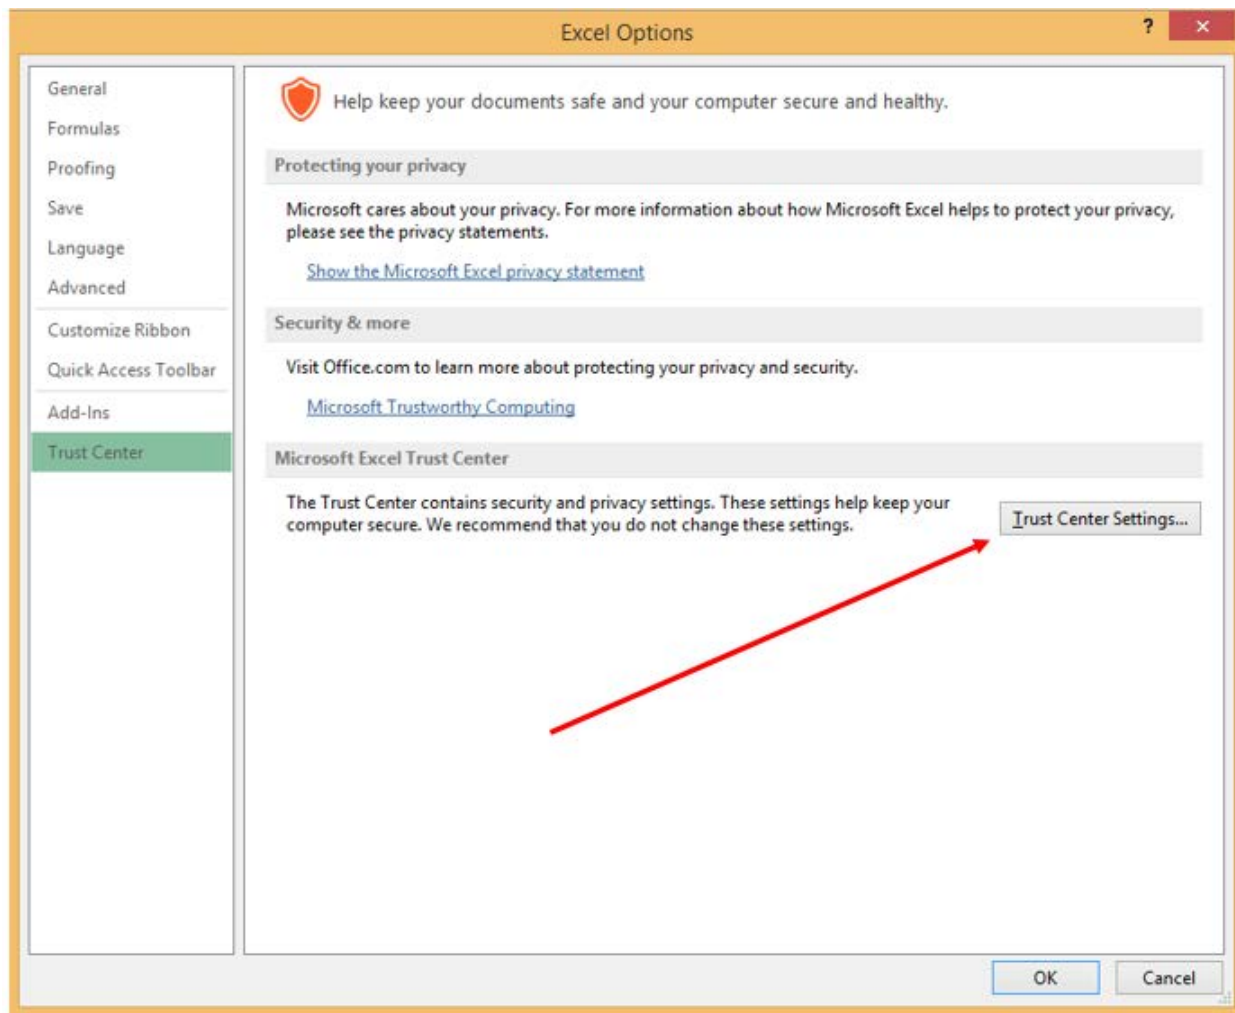 Excel Options
?
General
Formulas
Proofing
Save
Language
Advanced
Customize Ribbon
Quick Access Toolbar
Add-Ins
Trust Center
Help keep your documents safe and your computer secure and healthy.
Protecting your privacy
Microsoft cares about your privacy. For more information about how Microsoft Excel helps to protect your privacy,
please see the privacy statements.
Show the Microsoft Excel privacy statement
Security & more
Visit Office.com to learn more about protecting your privacy and security.
Microsoft Trustworthy Computing
Microsoft Excel Trust Center
The Trust Center contains security and privacy settings. These settings help keep your
computer secure. We recommend that you do not change these settings.
Trust Center Settings...
OK
Cancel